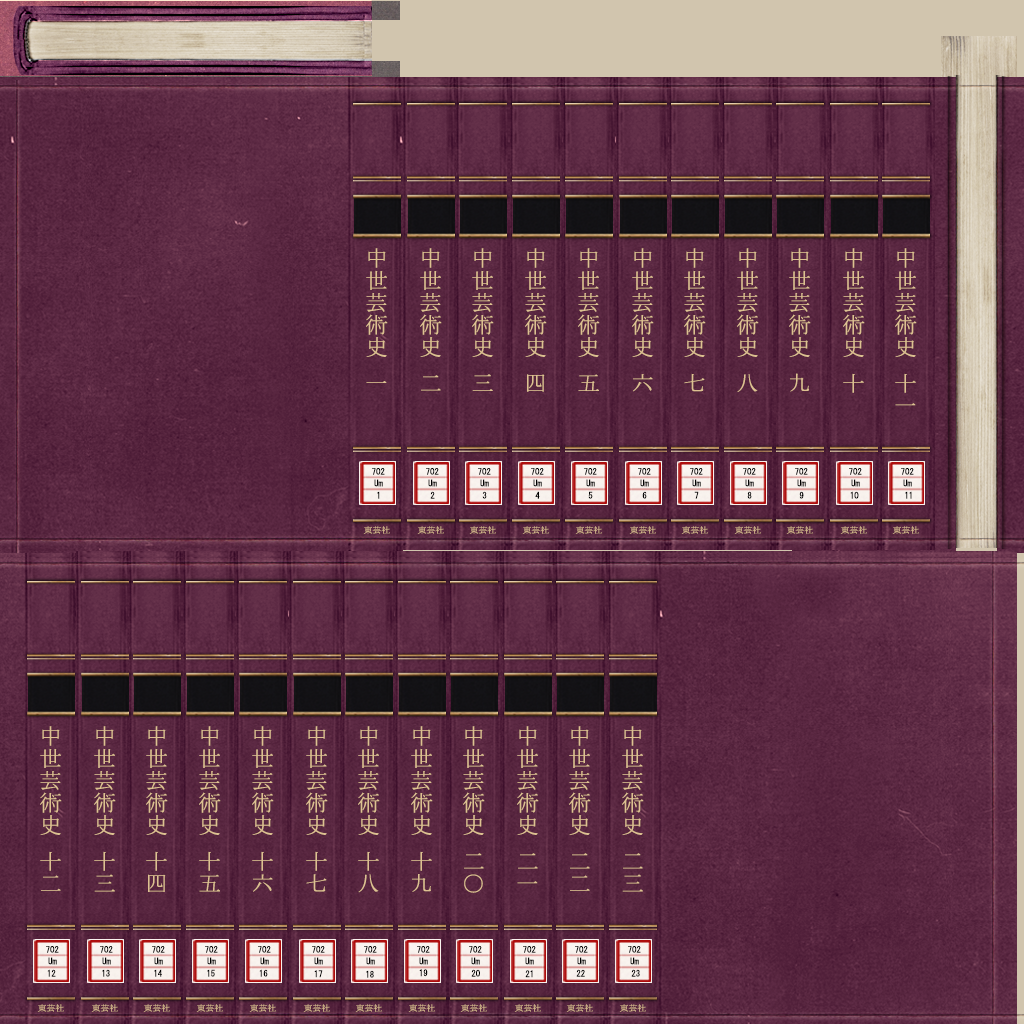 中世芸術史 一
702
Um
1
東芸社
中世芸術史 二
702
Um
2
東芸社
中世芸術史 三
702
Um
3
東芸社
中世芸術史 四
702
Um
4
東芸社
中世芸術史 五
702
Um
5
東芸社
中世芸術史 六
702
Um
6
東芸社
中世芸術史 七
702
Um
7
東芸社
中世芸術史 八
702
Um
8
東芸社
中世芸術史 九
702
Um
9
東芸社
中世芸術史 十
702
Um
10
東芸社
中世芸術史 十一
702
Um
11
東芸社
中世芸術史 十二
702
Um
12
東芸社
中世芸術史 十三
702
Um
13
東芸社
中世芸術史 十四
702
Um
14
東芸社
中世芸術史 十五
702
Um
15
東芸社
中世芸術史 十六
702
Um
16
東芸社
中世芸術史 十七
702
Um
17
東芸社
中世芸術史 十八
702
Um
18
東芸社
中世芸術史 十九
702
Um
19
東芸社
中世芸術史 二〇
702
Um
20
東芸社
中世芸術史 二一
702
Um
21
東芸社
中世芸術史 二二
702
Um
22
東芸社
中世芸術史 二三
702
Um
23
東芸社